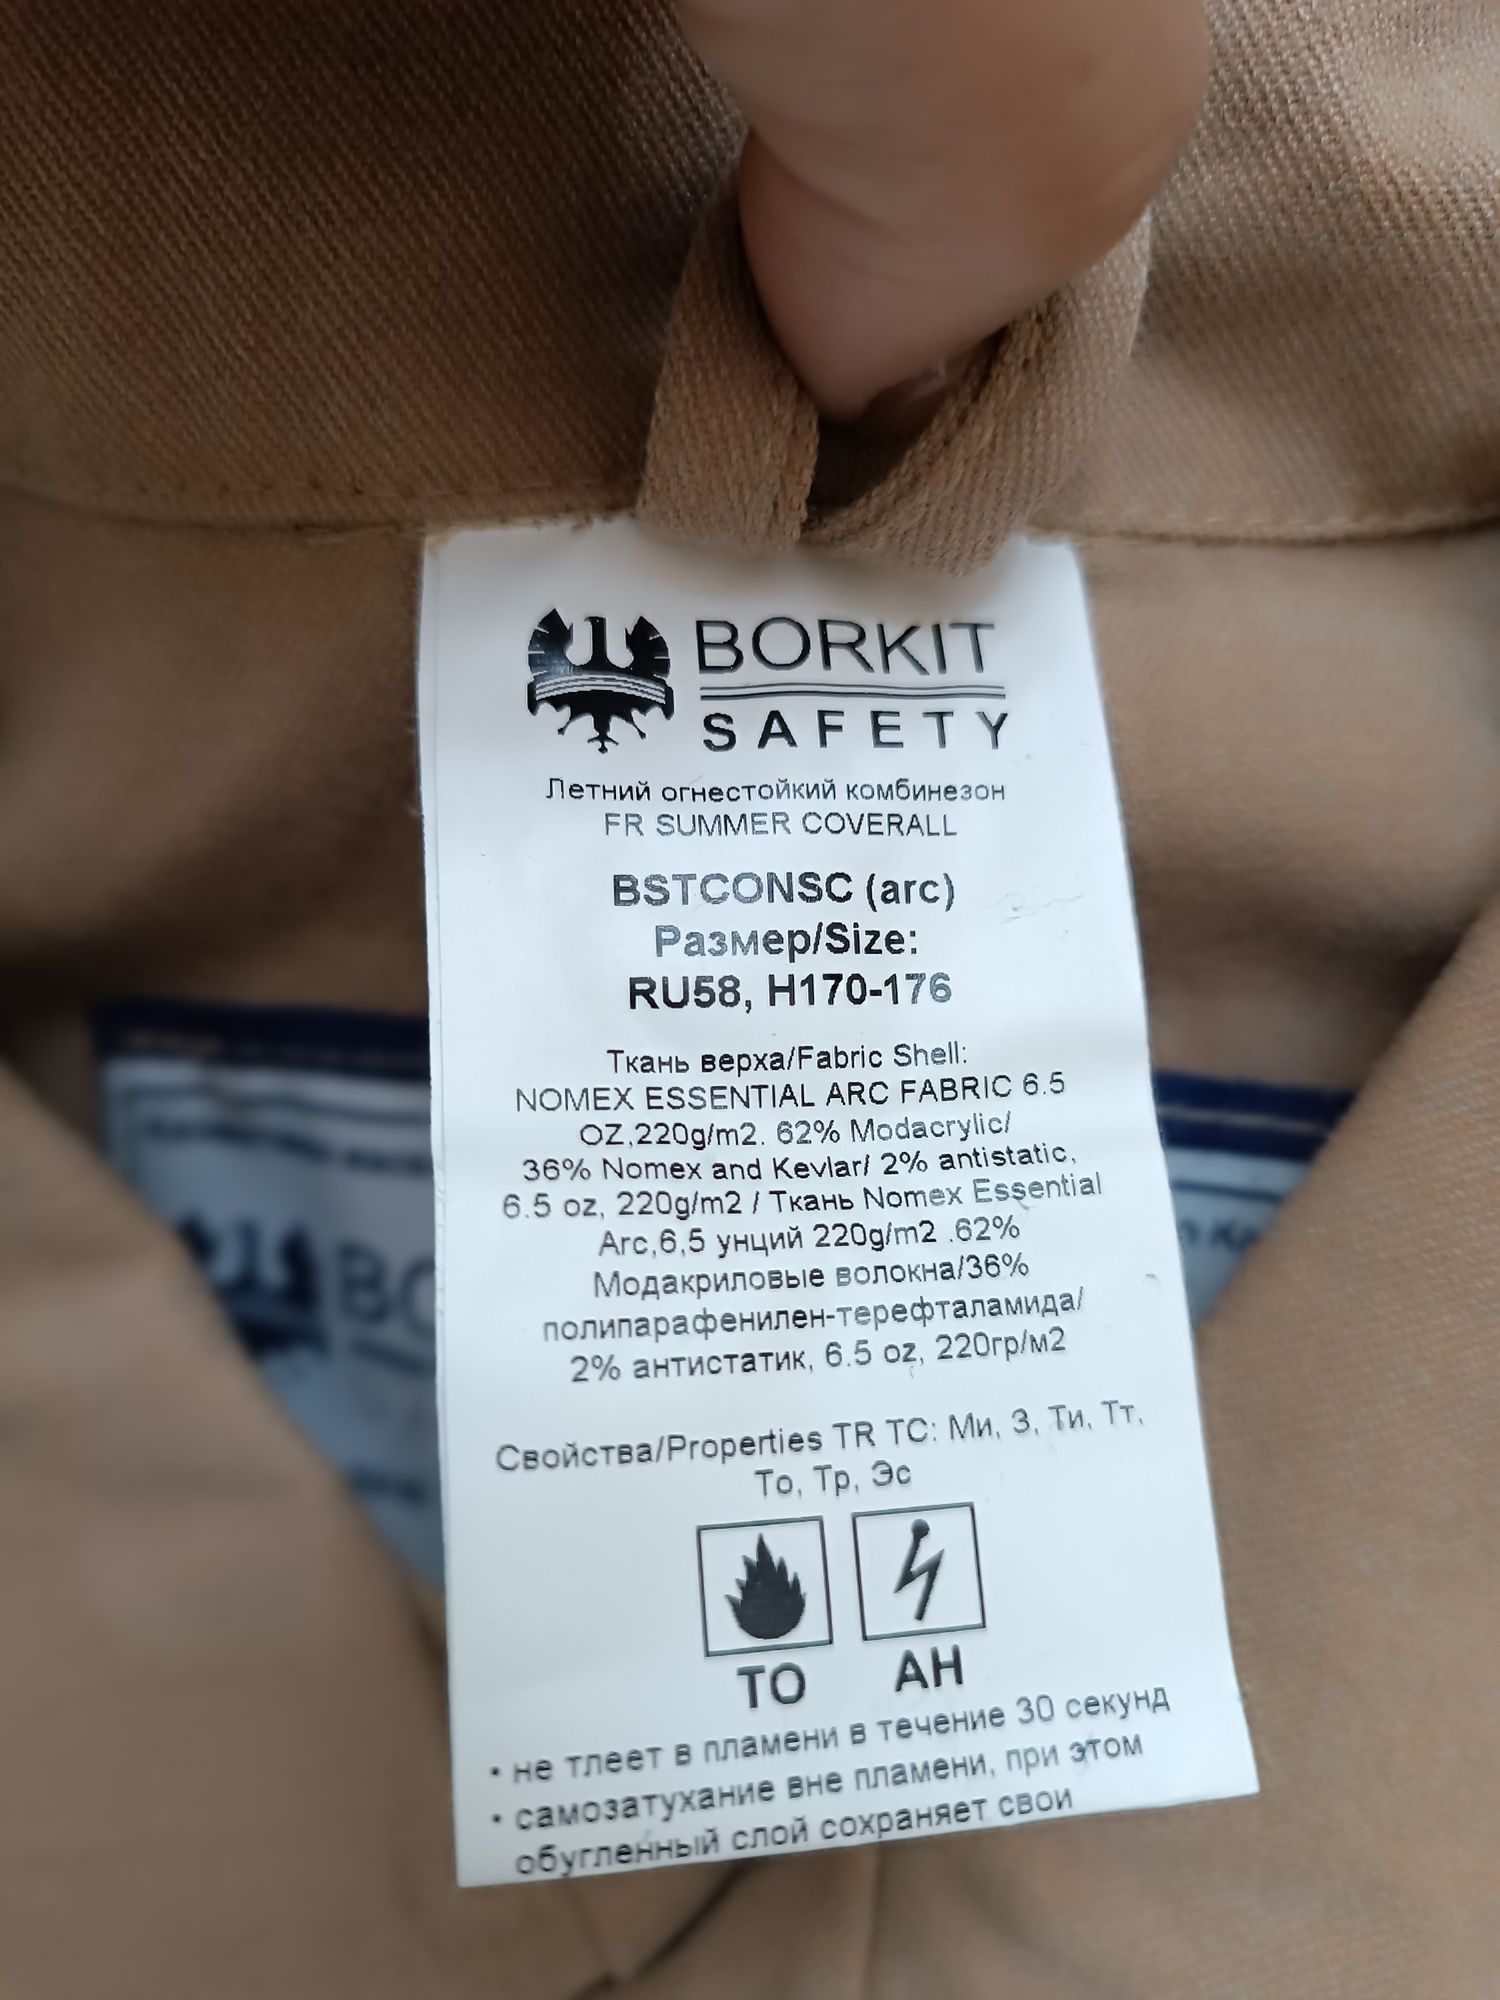 BORKIT
SAFETY
Летний огнестойкий комбинезон
FR SUMMER COVERALL
BSTCONSC (arc)
Размер/Size:
RU58, H170-176
Ткань верха/Fabric Shell:
NOMEX ESSENTIAL ARC FABRIC 6.5
OZ,220g/m2. 62% Modacrylic/
36% Nomex and Kevlar/ 2% antistatic,
6.5 oz, 220g/m2 / Ткань Nomex Essential
Arc,6,5 унций 220g/m2 .62%
Модакриловые волокна/36%
полипарафенилен-терефталамида/
2% антистатик, 6.5 oz, 220гр/м2
Свойства/Properties TR TC: Ми, З, Ти, Тт,
То, Тр, Эс
ТО АН
• не тлеет в пламени в течение 30 секунд
• самозатухание вне пламени, при этом
обугленный слой сохраняет свои
BO